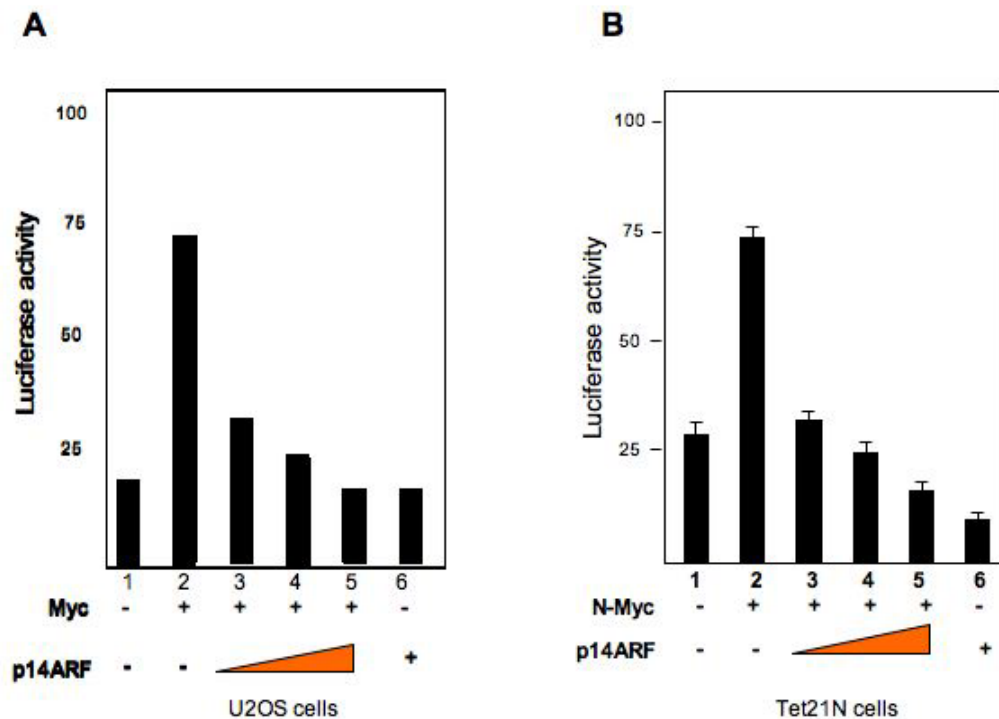 A
Luciferase activity
100
75
50
25
1 2 3 4 5 6
Myc - + + + + -
p14ARF - - +
U2OS cells
B
Luciferase activity
100
75
50
25
1 2 3 4 5 6
N-Myc - + + + + -
p14ARF - - +
Tet21N cells